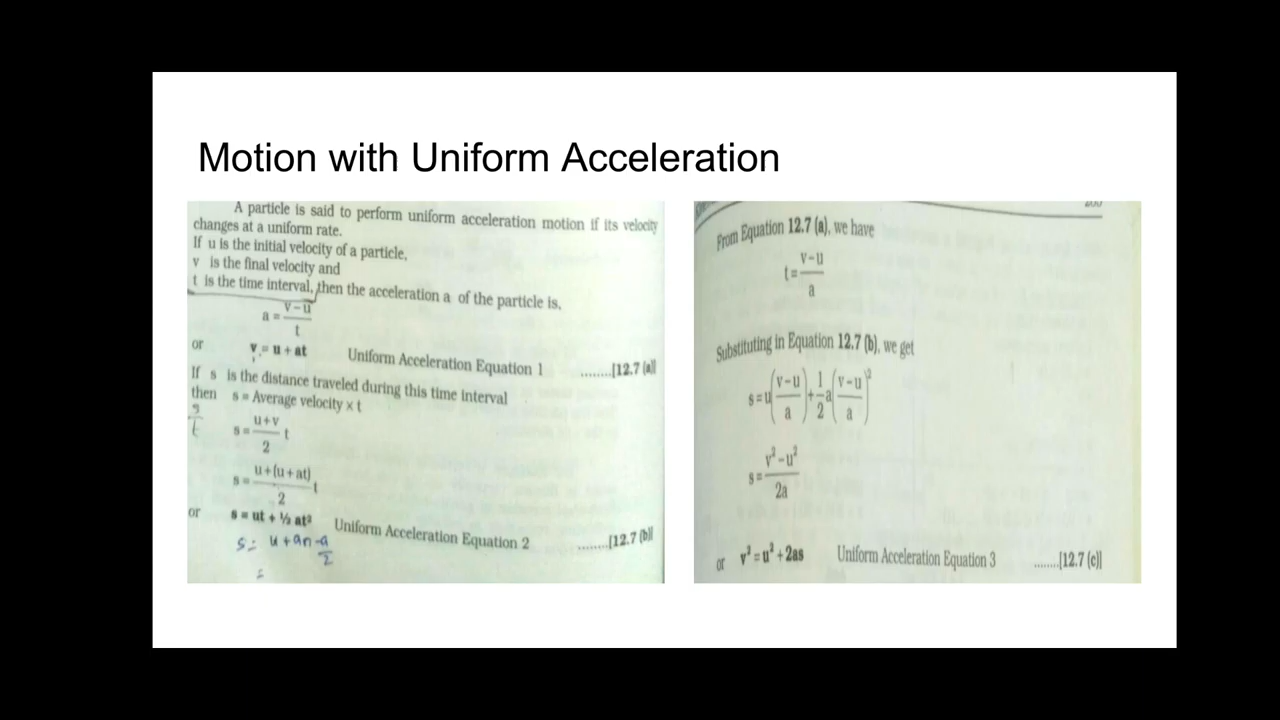 Motion with Uniform Acceleration
A particle is said to perform uniform acceleration motion if its velocity
changes at a uniform rate.
If u is the initial velocity of a particle,
v is the final velocity and
t is the time interval, then the acceleration a of the particle is.
a = v-u / t
or v = u + at Uniform Acceleration Equation 1 ........[12.7 (a)]
If s is the distance traveled during this time interval
then s = Average velocity x t
s/t
s = u+v / 2 t
s = u+(u+at) / 2 t
or s = ut + ½ at² Uniform Acceleration Equation 2 ........[12.7 (b)]
s = u + an - a/2
=
From Equation 12.7 (a), we have
t = v-u / a
Substituting in Equation 12.7 (b), we get
s = u(v-u / a) + 1/2 a(v-u / a)²
s = v²-u² / 2a
or v² = u² + 2as Uniform Acceleration Equation 3 ........[12.7 (c)]